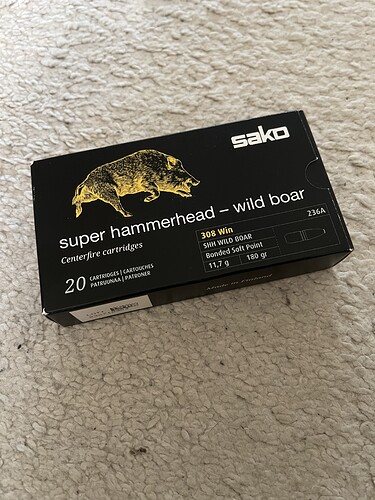 sako
super hammerhead – wild boar
Centerfire cartridges
236A
308 Win
SHH WILD BOAR
Bonded Soft Point
11,7 g 180 gr
20 CARTRIDGES | CARTOUCHES
PATRUUNAA | PATRONER
Made in Finland